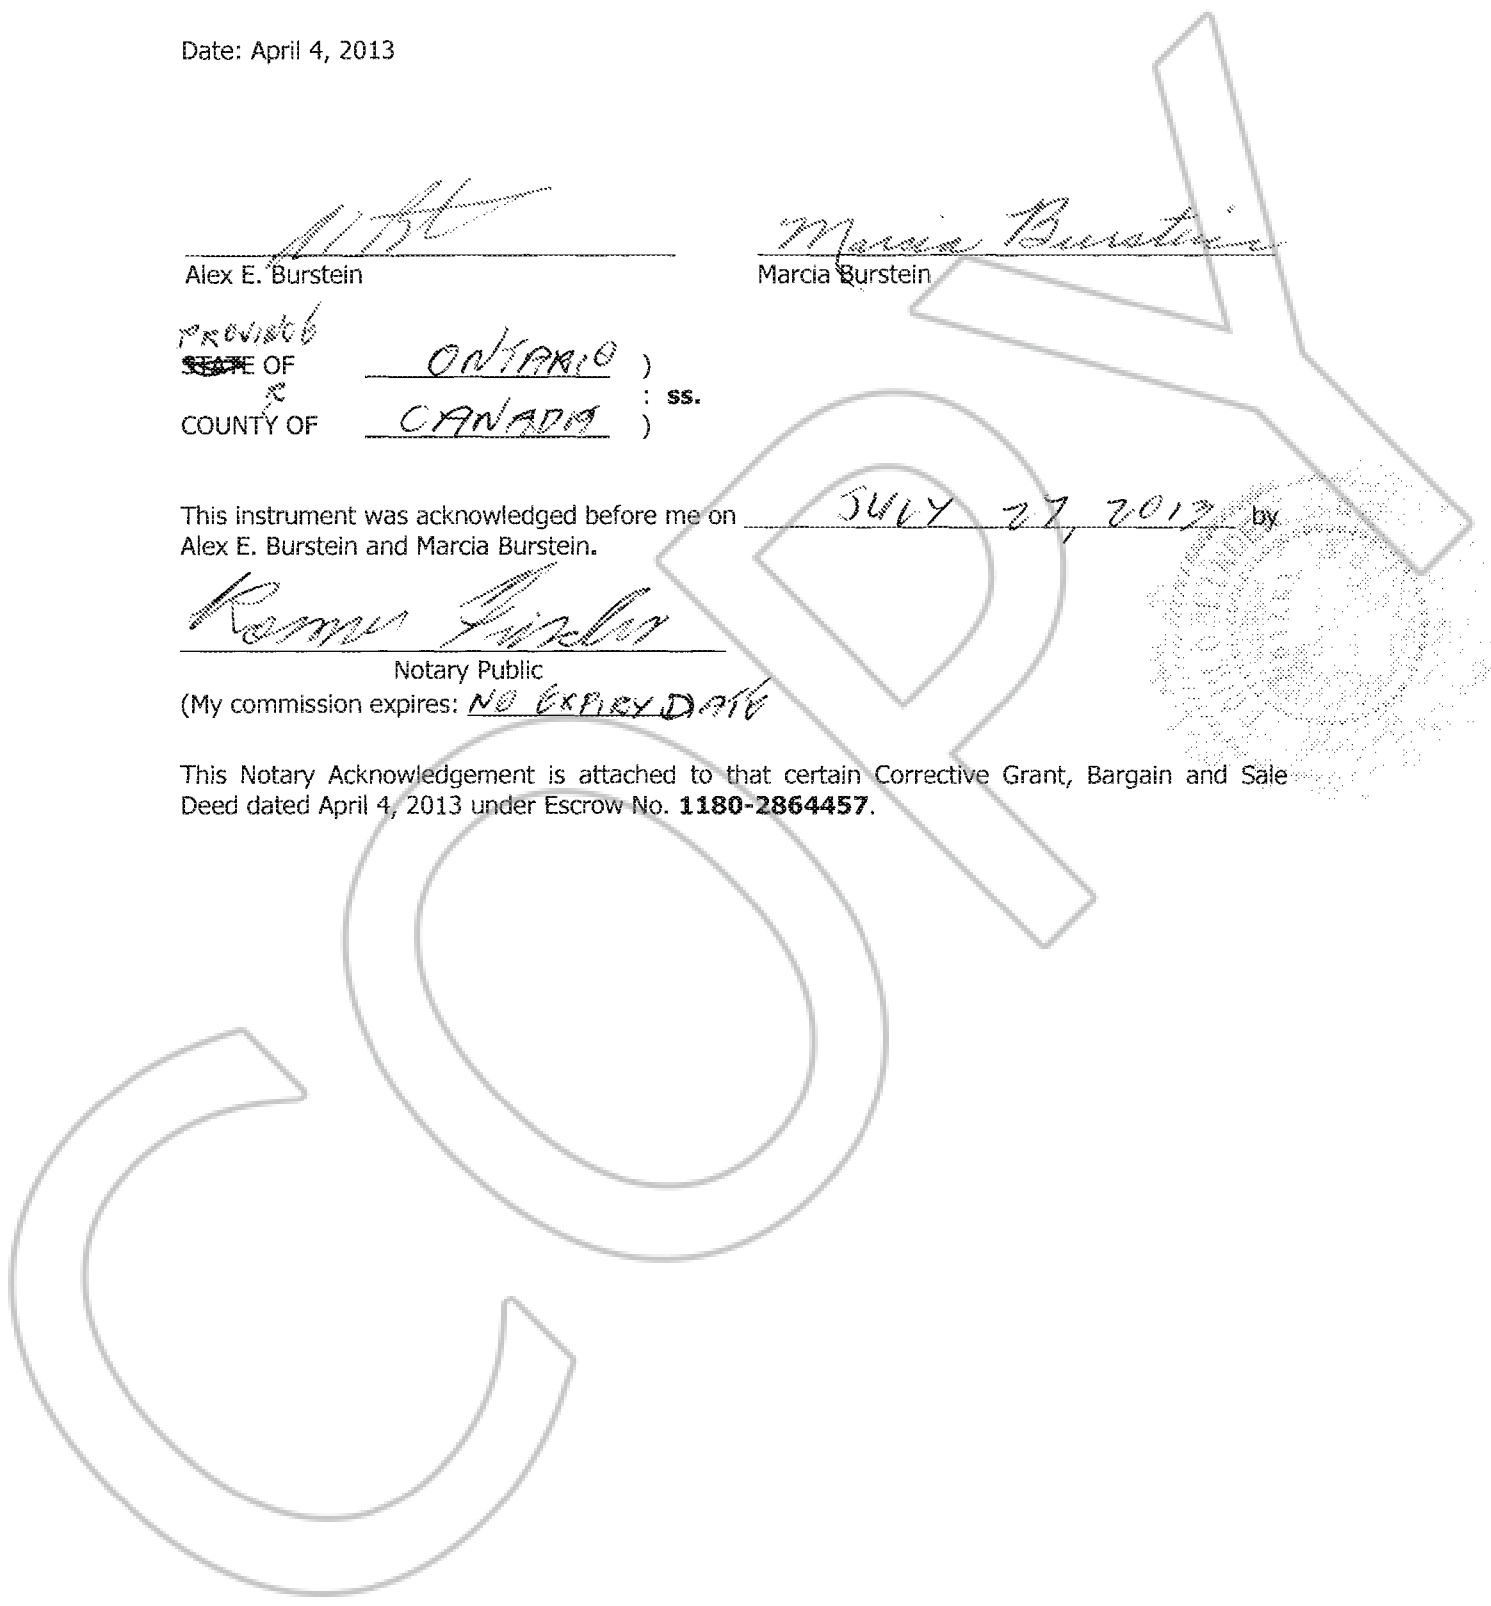 Date: April 4, 2013
Marcia Burstein
Alex E. Burstein
Marcia Burstein
PROVINCE
STATE OF ONTARIO )
: ss.
COUNTY OF CANADA )
This instrument was acknowledged before me on JULY 27, 2013 by
Alex E. Burstein and Marcia Burstein.
Notary Public
(My commission expires: NO EXPIRY DATE
This Notary Acknowledgement is attached to that certain Corrective Grant, Bargain and Sale
Deed dated April 4, 2013 under Escrow No. 1180-2864457.
COPY